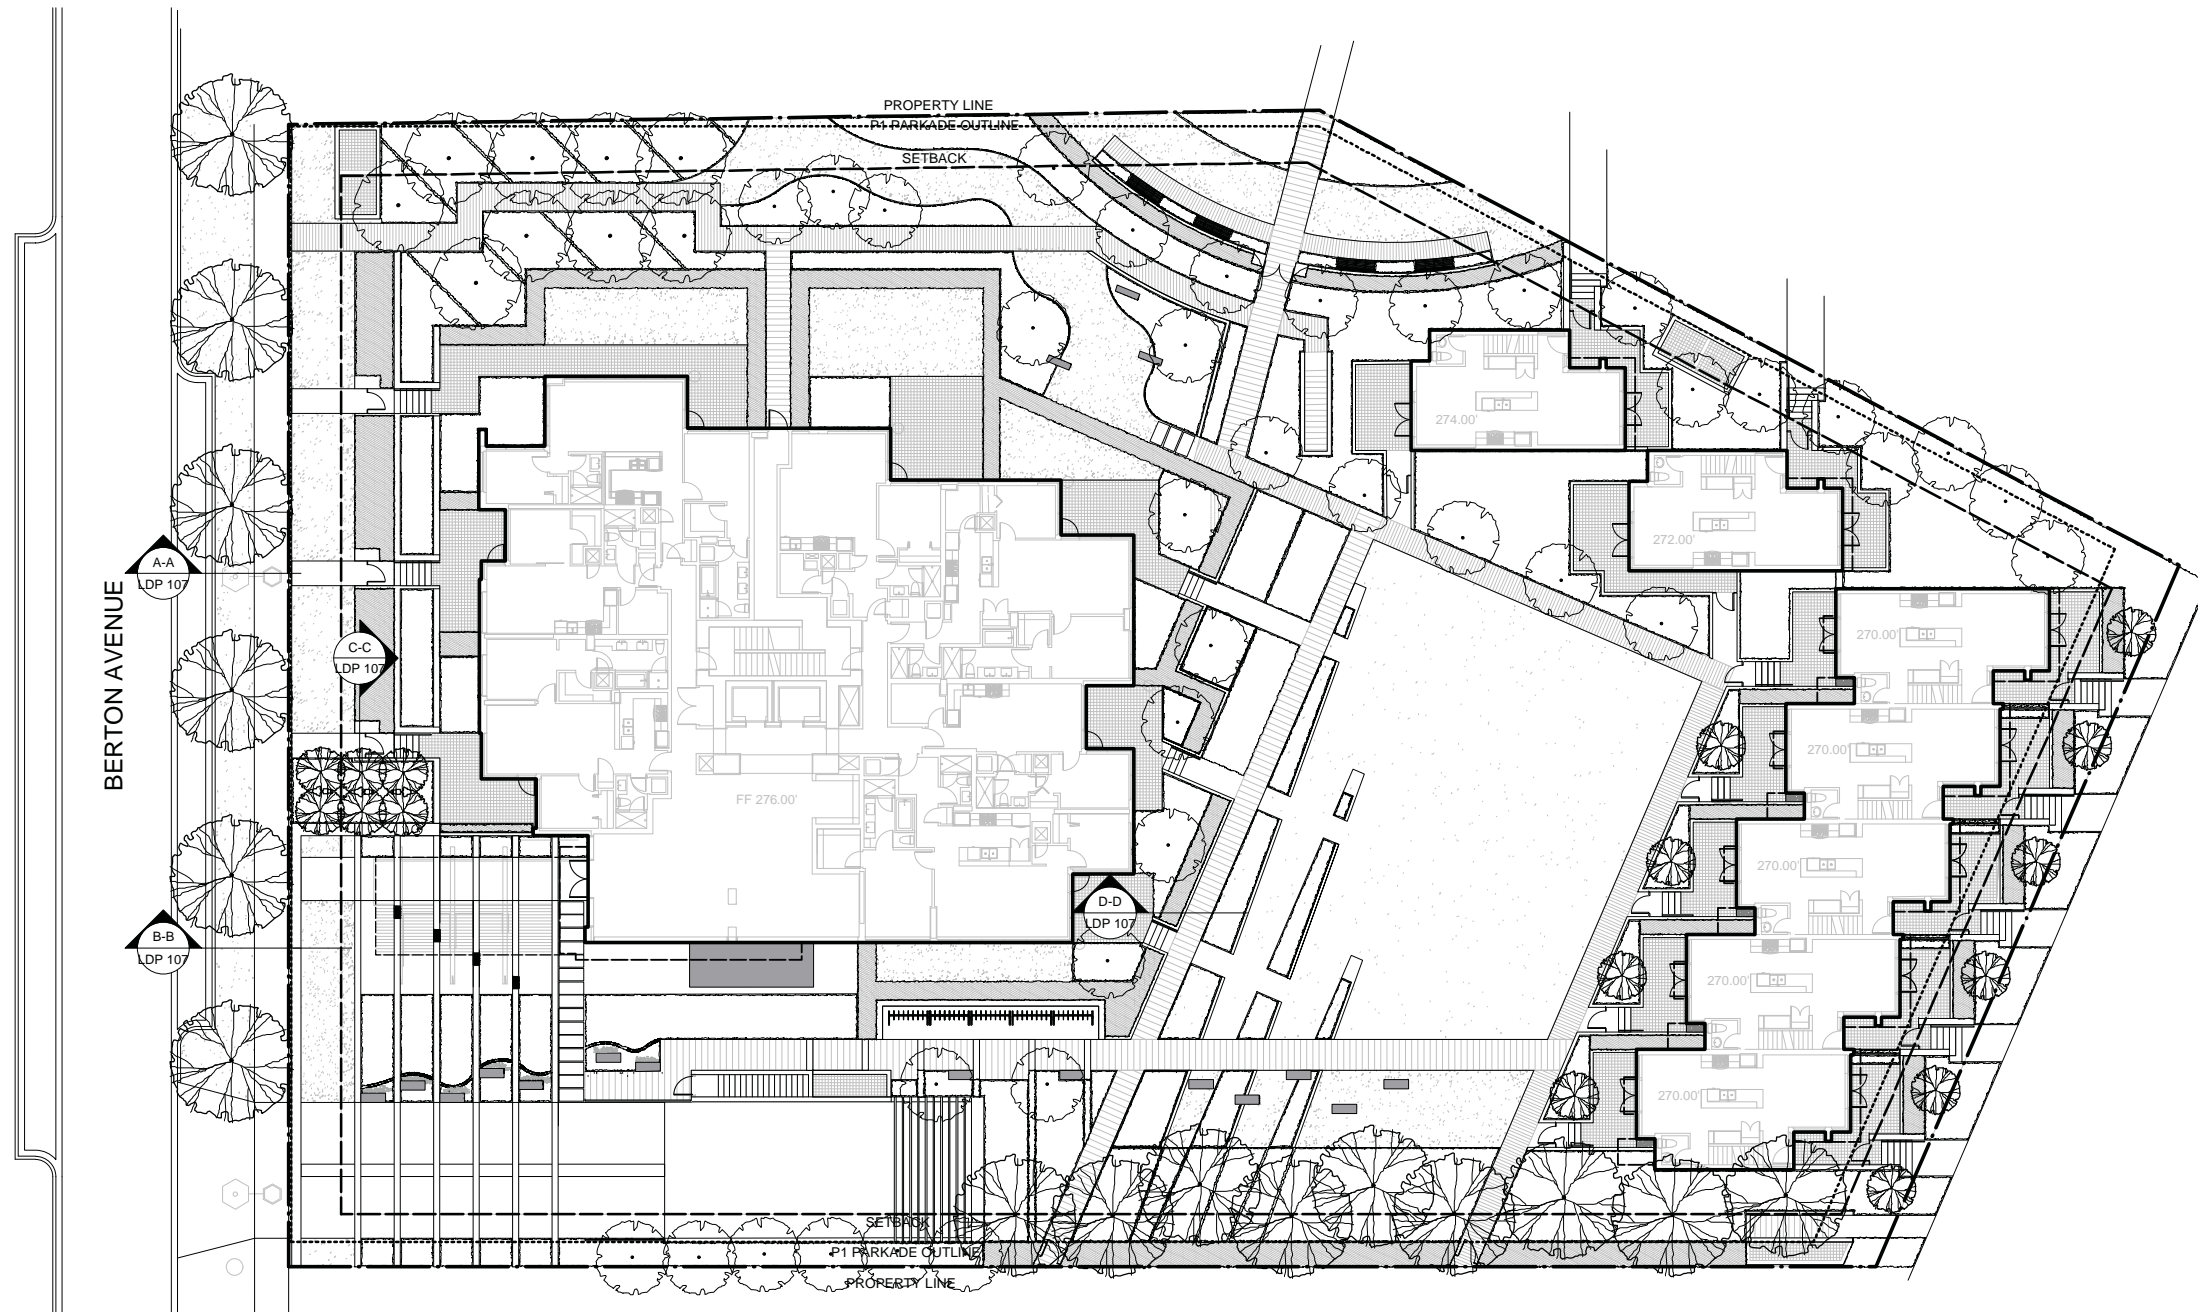 PROPERTY LINE
P1 PARKADE OUTLINE
SETBACK
274.00'
272.00'
A-A
LDP 107
BERTON AVENUE
C-C
LDP 107
270.00'
270.00'
FF 276.00'
270.00'
D-D
LDP 107
B-B
LDP 107
270.00'
270.00'
SETBACK
P1 PARKADE OUTLINE
PROPERTY LINE